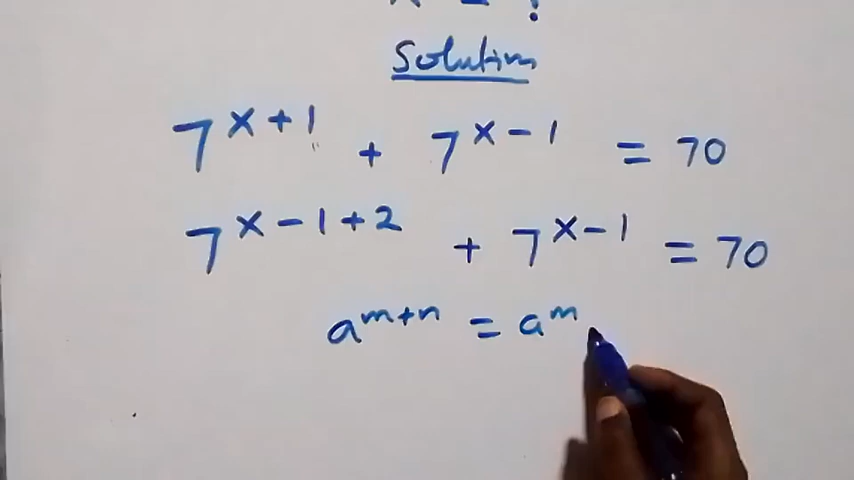 = ?
Solution
7^{x+1} + 7^{x-1} = 70
7^{x-1+2} + 7^{x-1} = 70
a^{m+n} = a^m